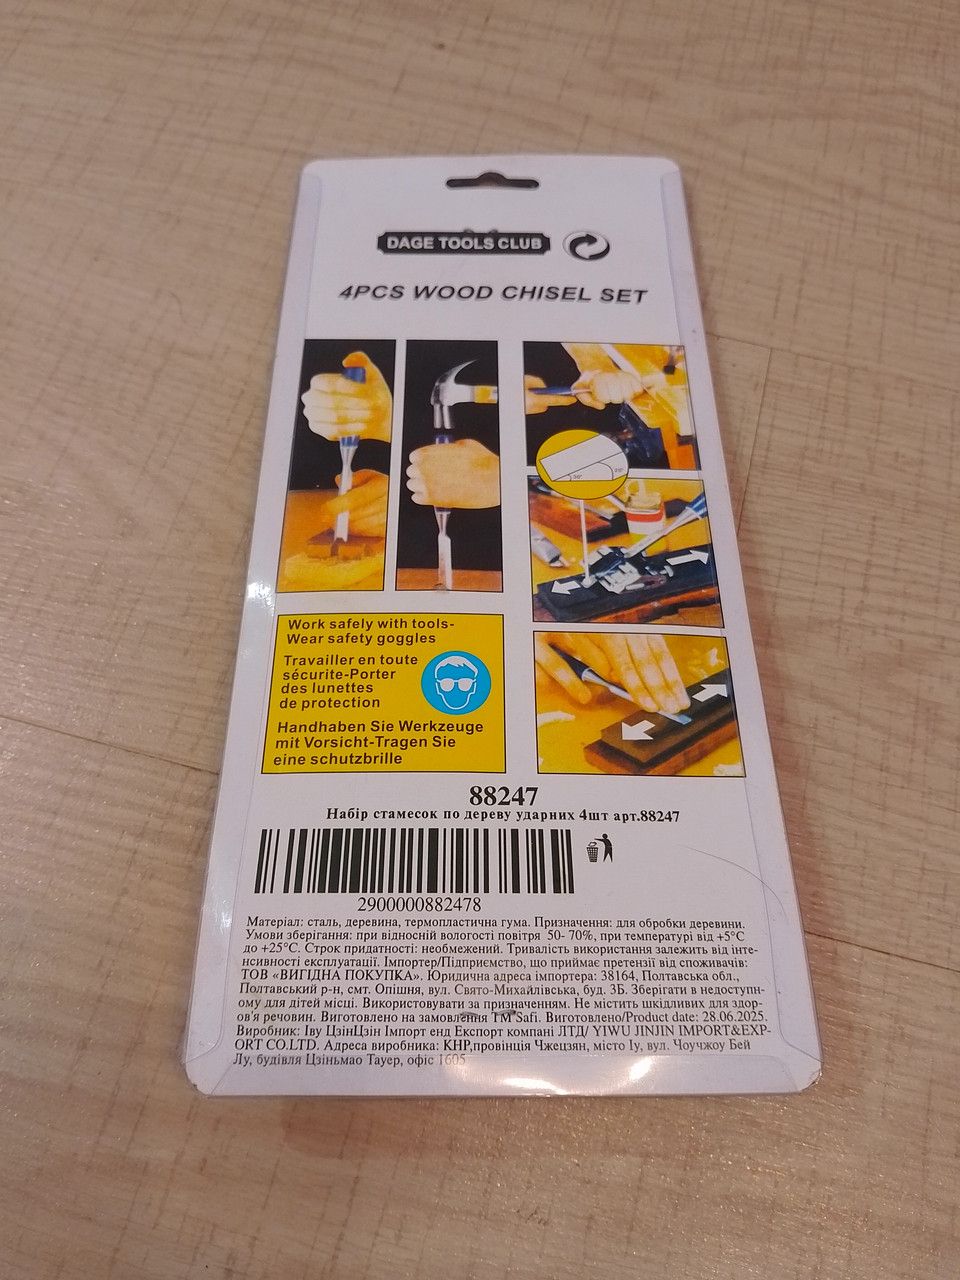 DAGE TOOLS CLUB
4PCS WOOD CHISEL SET
Work safely with tools-
Wear safety goggles
Travailler en toute
sécurite-Porter
des lunettes
de protection
Handhaben Sie Werkzeuge
mit Vorsicht-Tragen Sie
eine schutzbrille
88247
Набір стамесок по дереву ударних 4шт арт.88247
2900000882478
Матеріал: сталь, деревина, термопластична гума. Призначення: для обробки деревини.
Умови зберігання: при відносній вологості повітря 50- 70%, при температурі від +5°C
до +25°C. Строк придатності: необмежений. Тривалість використання залежить від інте-
нсивності експлуатації. Імпортер/Підприємство, що приймає претензії від споживачів:
ТОВ «ВИГІДНА ПОКУПКА». Юридична адреса імпортера: 38164, Полтавська обл.,
Полтавський р-н, смт. Опішня, вул. Свято-Михайлівська, буд. 3Б. Зберігати в недоступн-
ому для дітей місці. Використовувати за призначенням. Не містить шкідливих для здор-
ов'я речовин. Виготовлено на замовлення ТМ Safi. Виготовлено/Product date: 28.06.2025.
Виробник: Іву ЦзінЦзін Імпорт енд Експорт компані ЛТД/ YIWU JINJIN IMPORT&EXP-
ORT CO.LTD. Адреса виробника: КНР,провінція Чжецзян, місто Іу, вул. Чоучжоу Бей
Лу, будівля Цзіньмао Тауер, офіс 1605